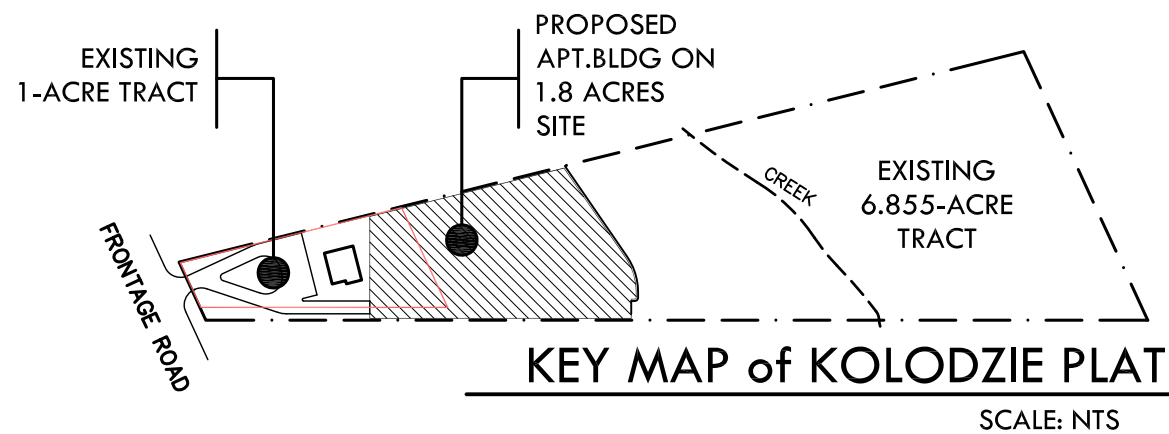 EXISTING
1-ACRE TRACT
PROPOSED
APT.BLDG ON
1.8 ACRES
SITE
CREEK
EXISTING
6.855-ACRE
TRACT
FRONTAGE ROAD
KEY MAP of KOLODZIE PLAT
SCALE: NTS